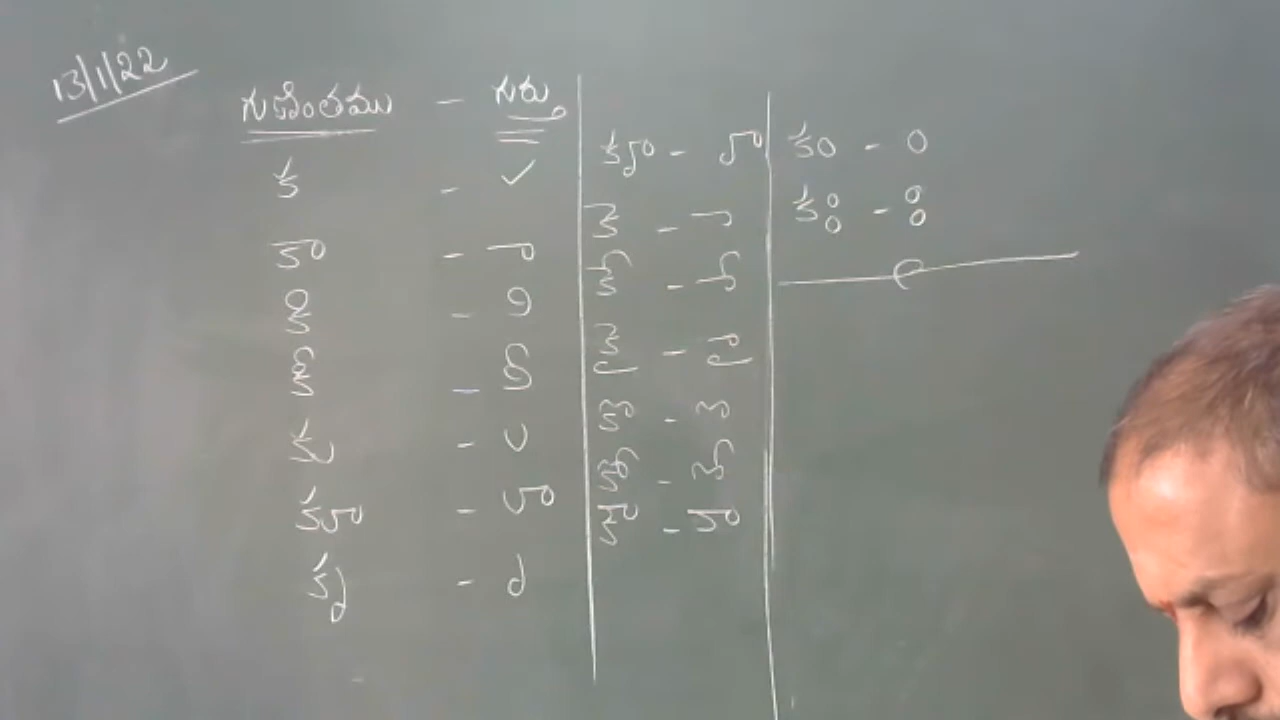 13/1/22
గుణింతము - గుర్తు
క - ✓
కా - ా
కి - ి
కీ - ీ
కు - ు
కూ - ూ
కృ - ృ
కౄ - ౄ
కె - ె
కే - ే
కై - ై
కొ - ొ
కో - ో
కౌ - ౌ
కం - ం
కః - ః